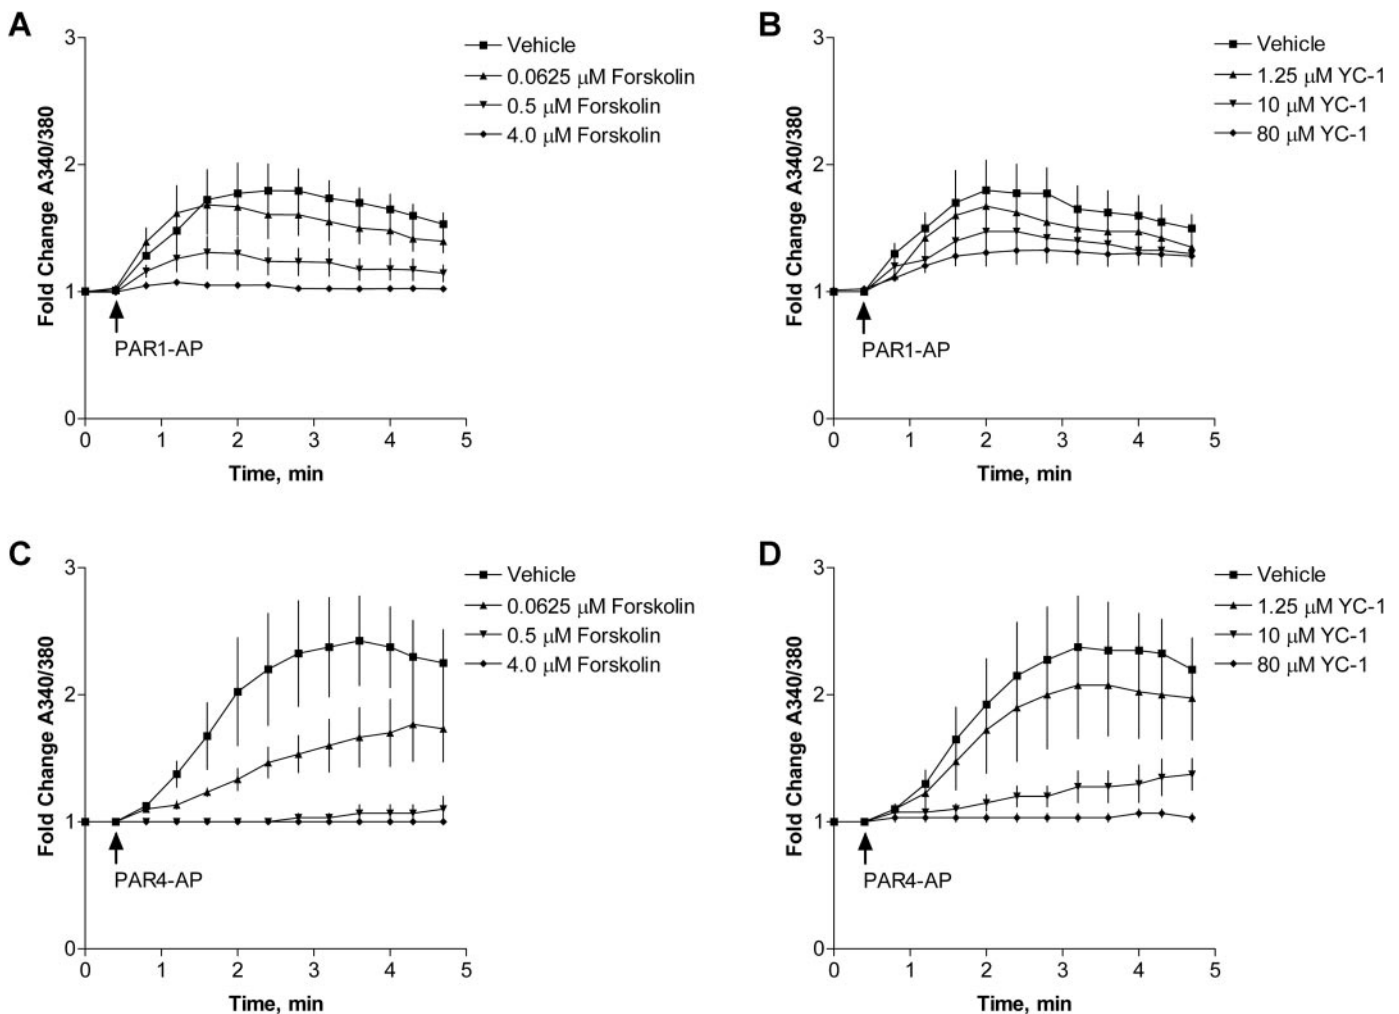 A
3
2
1
0
Fold Change A340/380
Vehicle
0.0625 μM Forskolin
0.5 μM Forskolin
4.0 μM Forskolin
PAR1-AP
0 1 2 3 4 5
Time, min
B
3
2
1
0
Fold Change A340/380
Vehicle
1.25 μM YC-1
10 μM YC-1
80 μM YC-1
PAR1-AP
0 1 2 3 4 5
Time, min
C
3
2
1
0
Fold Change A340/380
Vehicle
0.0625 μM Forskolin
0.5 μM Forskolin
4.0 μM Forskolin
PAR4-AP
0 1 2 3 4 5
Time, min
D
3
2
1
0
Fold Change A340/380
Vehicle
1.25 μM YC-1
10 μM YC-1
80 μM YC-1
PAR4-AP
0 1 2 3 4 5
Time, min